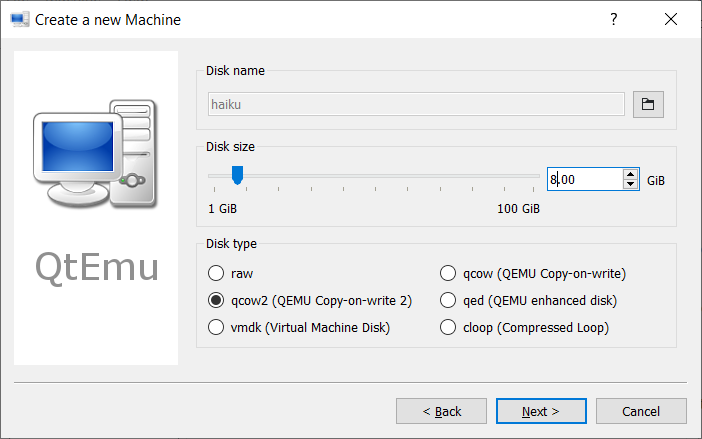 Create a new Machine
Disk name
haiku
Disk size
8.00 GiB
1 GiB 100 GiB
QtEmu
Disk type
raw qcow (QEMU Copy-on-write)
qcow2 (QEMU Copy-on-write 2) qed (QEMU enhanced disk)
vmdk (Virtual Machine Disk) cloop (Compressed Loop)
< Back Next > Cancel